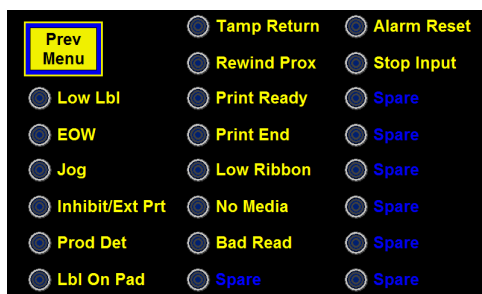 Prev
Menu
Low Lbl
EOW
Jog
Inhibit/Ext Prt
Prod Det
Lbl On Pad
Tamp Return
Rewind Prox
Print Ready
Print End
Low Ribbon
No Media
Bad Read
Spare
Alarm Reset
Stop Input
Spare
Spare
Spare
Spare
Spare
Spare